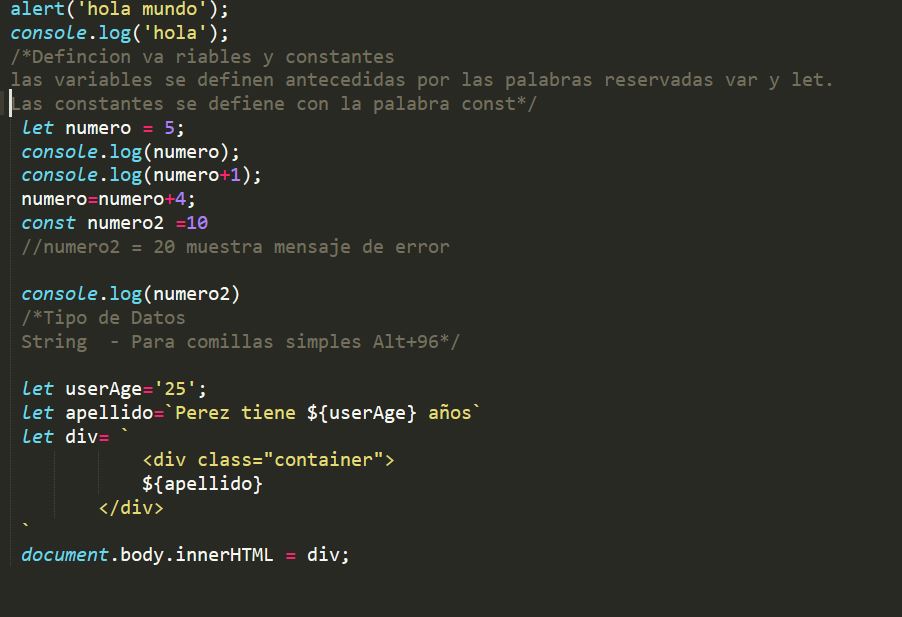 alert('hola mundo');
console.log('hola');
/*Defincion va riables y constantes
las variables se definen antecedidas por las palabras reservadas var y let.
Las constantes se defiene con la palabra const*/
let numero = 5;
console.log(numero);
console.log(numero+1);
numero=numero+4;
const numero2 =10
//numero2 = 20 muestra mensaje de error
console.log(numero2)
/*Tipo de Datos
String  - Para comillas simples Alt+96*/
let userAge='25';
let apellido=`Perez tiene ${userAge} años`
let div= `
<div class="container">
${apellido}
</div>
`
document.body.innerHTML = div;